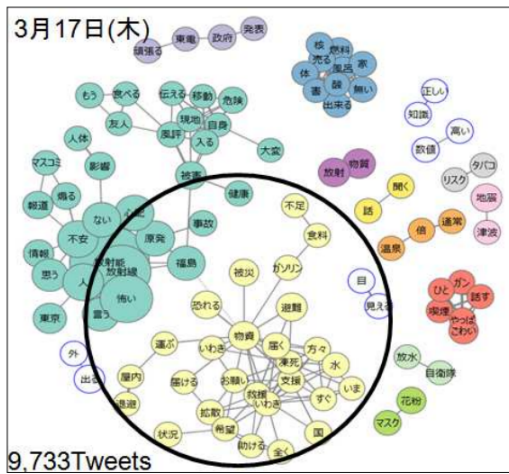 3月17日(木)
頑張る
東電
政府
発表
検
燃料
売る
風呂
家
体
酸
無い
害
出来る
もう
食べる
友人
伝える
移動
危険
現地
自身
風評
入る
大変
被害
健康
人体
影響
マスコミ
煽る
報道
ない
心配
不安
情報
思う
原発
事故
放射能
放射線
福島
人
怖い
東京
言う
外
出る
正しい
知識
高い
数値
放射
物質
聞く
話
リスク
タバコ
地震
津波
温泉
倍
通常
目
見える
ひと
ガン
話す
喫煙
やっぱ
こわい
放水
自衛隊
花粉
マスク
不足
食料
ガソリン
被災
恐れる
避難
物資
運ぶ
いわき
届く
方々
凍死
水
屋内
届ける
お願い
支援
救援
いわき
すぐ
いま
退避
拡散
希望
状況
助ける
全く
国
9,733Tweets